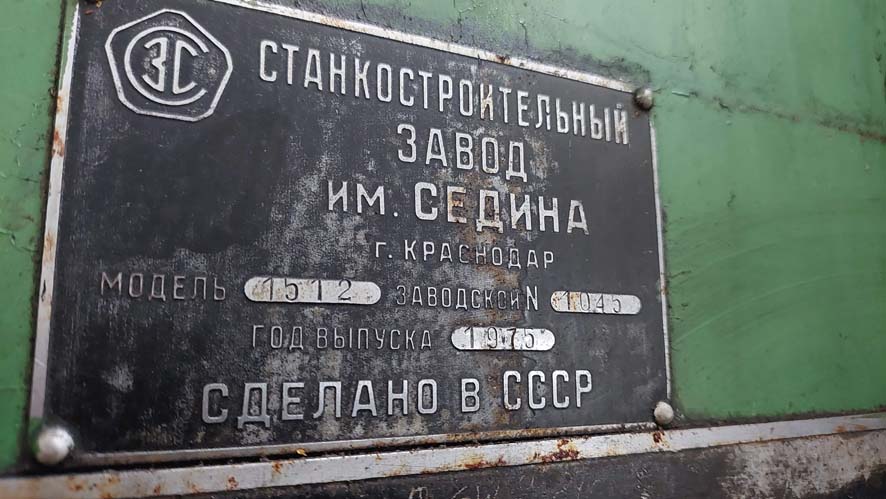 ЗС
СТАНКОСТРОИТЕЛЬНЫЙ
ЗАВОД
ИМ. СЕДИНА
Г. КРАСНОДАР
МОДЕЛЬ 1512 ЗАВОДСКОЙ N 1045
ГОД ВЫПУСКА 1975
СДЕЛАНО В СССР